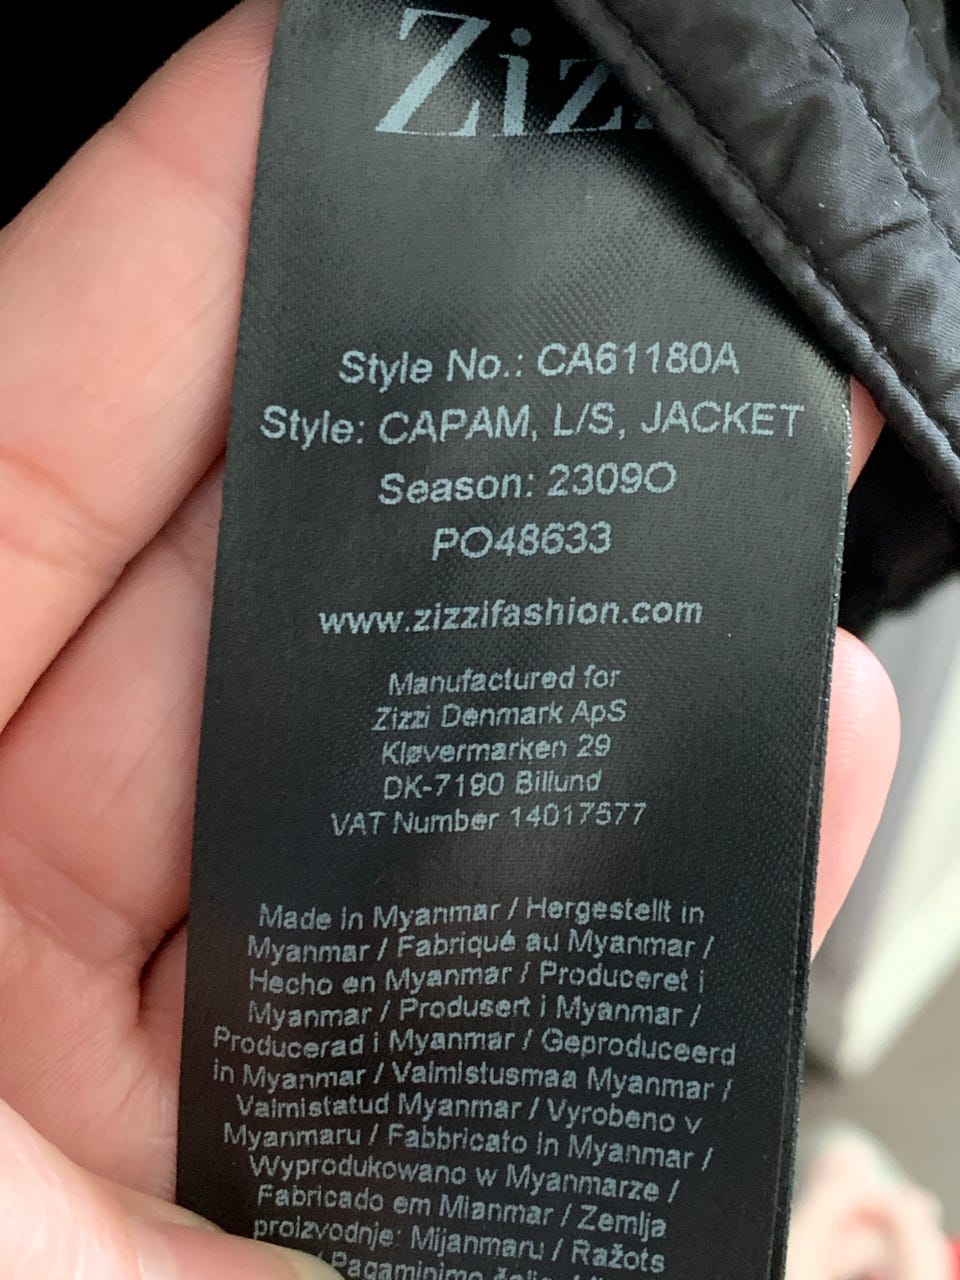 Zizz
Style No.: CA61180A
Style: CAPAM, L/S, JACKET
Season: 2309O
PO48633
www.zizzifashion.com
Manufactured for
Zizzi Denmark ApS
Kløvermarken 29
DK-7190 Billund
VAT Number 14017577
Made in Myanmar / Hergestellt in
Myanmar / Fabriqué au Myanmar /
Hecho en Myanmar / Produceret i
Myanmar / Produsert i Myanmar /
Producerad i Myanmar / Geproduceerd
in Myanmar / Valmistusmaa Myanmar /
Valmistatud Myanmar / Vyrobeno v
Myanmaru / Fabbricato in Myanmar /
Wyprodukowano w Myanmarze /
Fabricado em Mianmar / Zemlja
proizvodnje: Mijanmaru / Ražots
/ Pagaminimo